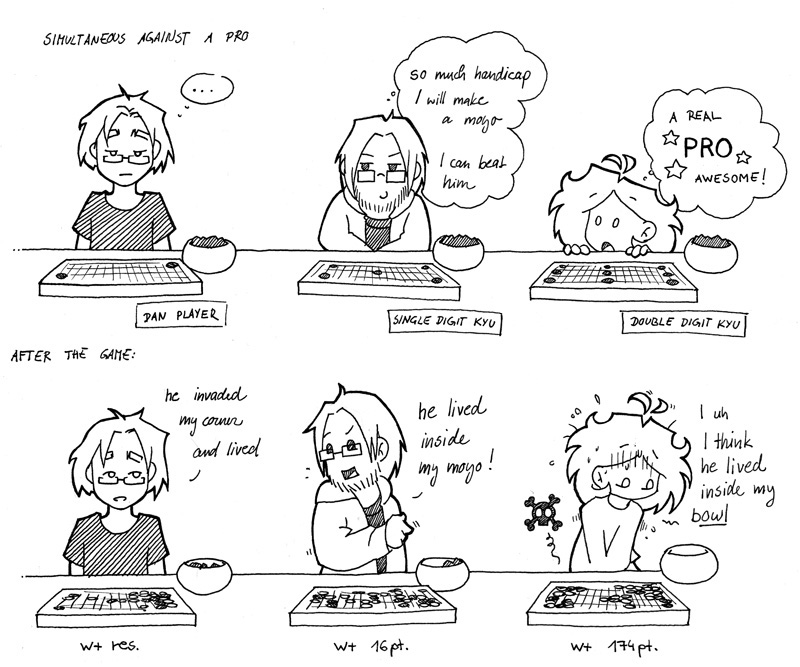 SIMULTANEOUS AGAINST A PRO
...
so much handicap
I will make
a moyo
I can beat
him
A REAL
PRO
AWESOME!
DAN PLAYER
SINGLE DIGIT KYU
DOUBLE DIGIT KYU
AFTER THE GAME:
he invaded
my corner
and lived
he lived
inside
my moyo!
I uh
I think
he lived
inside my
bowl
w+ res.
w+ 16pt.
w+ 174pt.